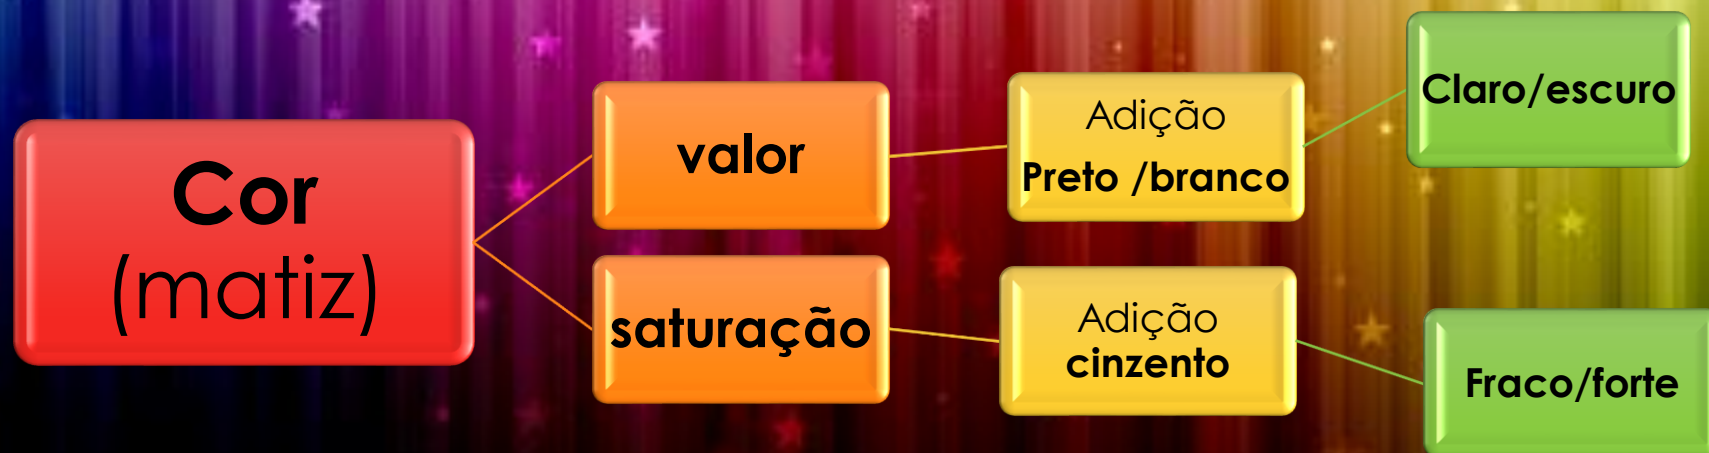 Cor
(matiz)
valor
Adição
Preto /branco
Claro/escuro
saturação
Adição
cinzento
Fraco/forte